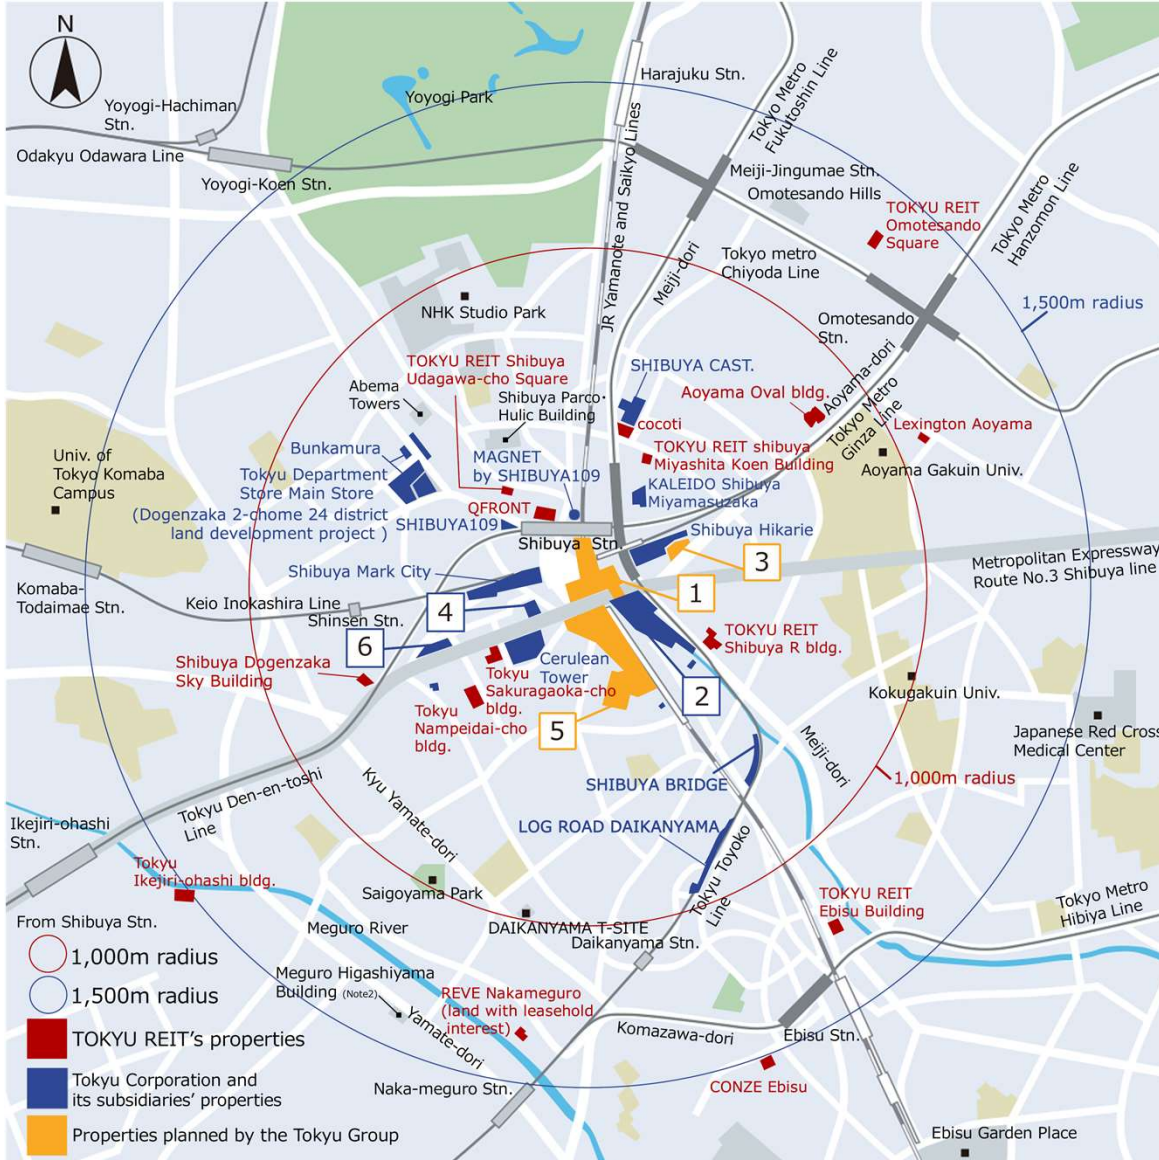 N
Harajuku Stn.
Yoyogi-Hachiman
Stn.
Yoyogi Park
Tokyo Metro
Fukutoshin Line
JR Yamanote and Saikyo Lines
Odakyu Odawara Line
Yoyogi-Koen Stn.
Meiji-Jingumae Stn.
Omotesando Hills
TOKYU REIT
Omotesando
Square
Tokyo Metro
Hanzomon Line
Tokyo metro
Chiyoda Line
Meiji-dori
NHK Studio Park
1,500m radius
Omotesando
Stn.
TOKYU REIT Shibuya
Udagawa-cho Square
SHIBUYA CAST.
Abema
Towers
Shibuya Parco·
Hulic Building
Aoyama Oval bldg.
Aoyama-dori
Tokyo Metro
Ginza Line
cocoti
Lexington Aoyama
Bunkamura
MAGNET
by SHIBUYA109
TOKYU REIT shibuya
Miyashita Koen Building
Univ. of
Tokyo Komaba
Campus
Tokyu Department
Store Main Store
(Dogenzaka 2-chome 24 district
land development project )
Aoyama Gakuin Univ.
KALEIDO Shibuya
Miyamasuzaka
QFRONT
SHIBUYA109
Shibuya Stn.
Shibuya Hikarie
3
Metropolitan Expressway
Route No.3 Shibuya line
Shibuya Mark City
1
Komaba-
Todaimae Stn.
Keio Inokashira Line
Shinsen Stn.
4
6
TOKYU REIT
Shibuya R bldg.
Shibuya Dogenzaka
Sky Building
Cerulean
Tower
Tokyu
Sakuragaoka-cho
bldg.
2
Kokugakuin Univ.
Tokyu
Nampeidai-cho
bldg.
5
Japanese Red Cross
Medical Center
Meiji-dori
1,000m radius
SHIBUYA BRIDGE
Tokyu Den-en-toshi
Line
Kyu Yamate-dori
LOG ROAD DAIKANYAMA
Ikejiri-ohashi
Stn.
Tokyu Toyoko
Line
Tokyu
Ikejiri-ohashi bldg.
Saigoyama Park
TOKYU REIT
Ebisu Building
Tokyo Metro
Hibiya Line
From Shibuya Stn.
Meguro River
DAIKANYAMA T-SITE
Daikanyama Stn.
1,000m radius
1,500m radius
Meguro Higashiyama
Building (Note2)
REVE Nakameguro
(land with leasehold
interest)
Yamate-dori
Komazawa-dori
Ebisu Stn.
TOKYU REIT's properties
Tokyu Corporation and
its subsidiaries' properties
Naka-meguro Stn.
CONZE Ebisu
Properties planned by the Tokyu Group
Ebisu Garden Place